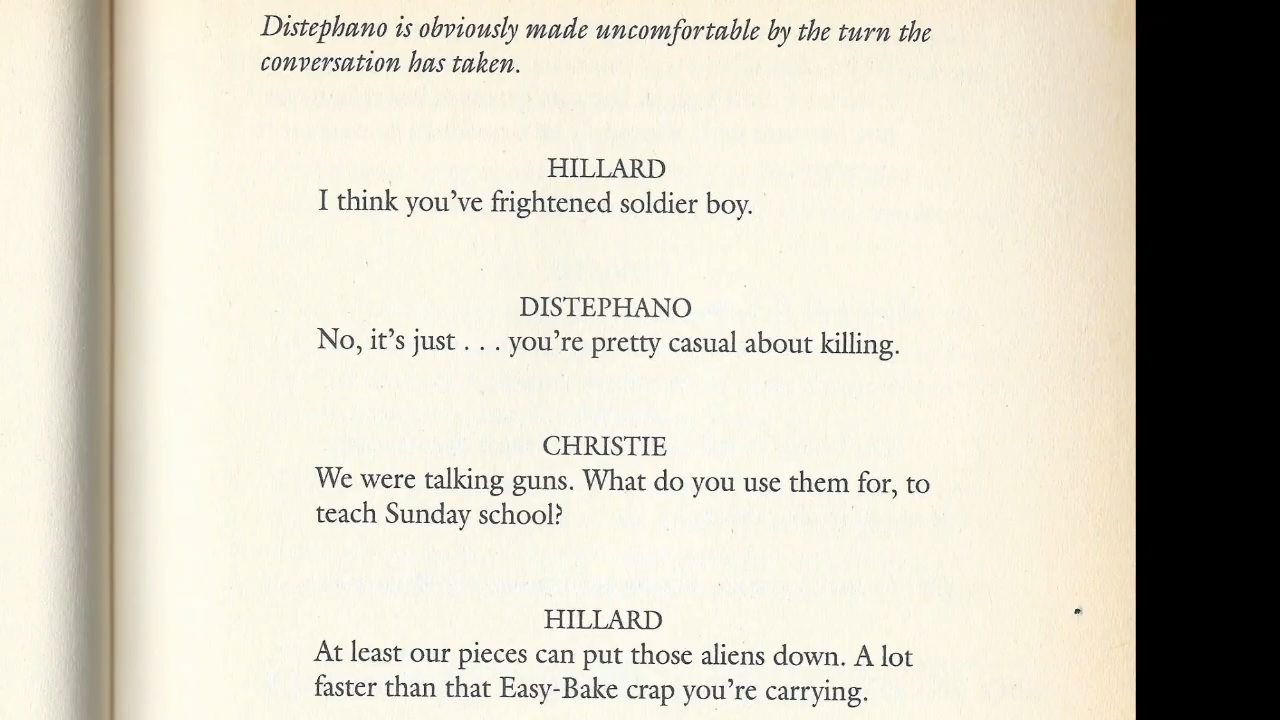 Distephano is obviously made uncomfortable by the turn the
conversation has taken.
HILLARD
I think you’ve frightened soldier boy.
DISTEPHANO
No, it’s just . . . you’re pretty casual about killing.
CHRISTIE
We were talking guns. What do you use them for, to
teach Sunday school?
HILLARD
At least our pieces can put those aliens down. A lot
faster than that Easy-Bake crap you’re carrying.